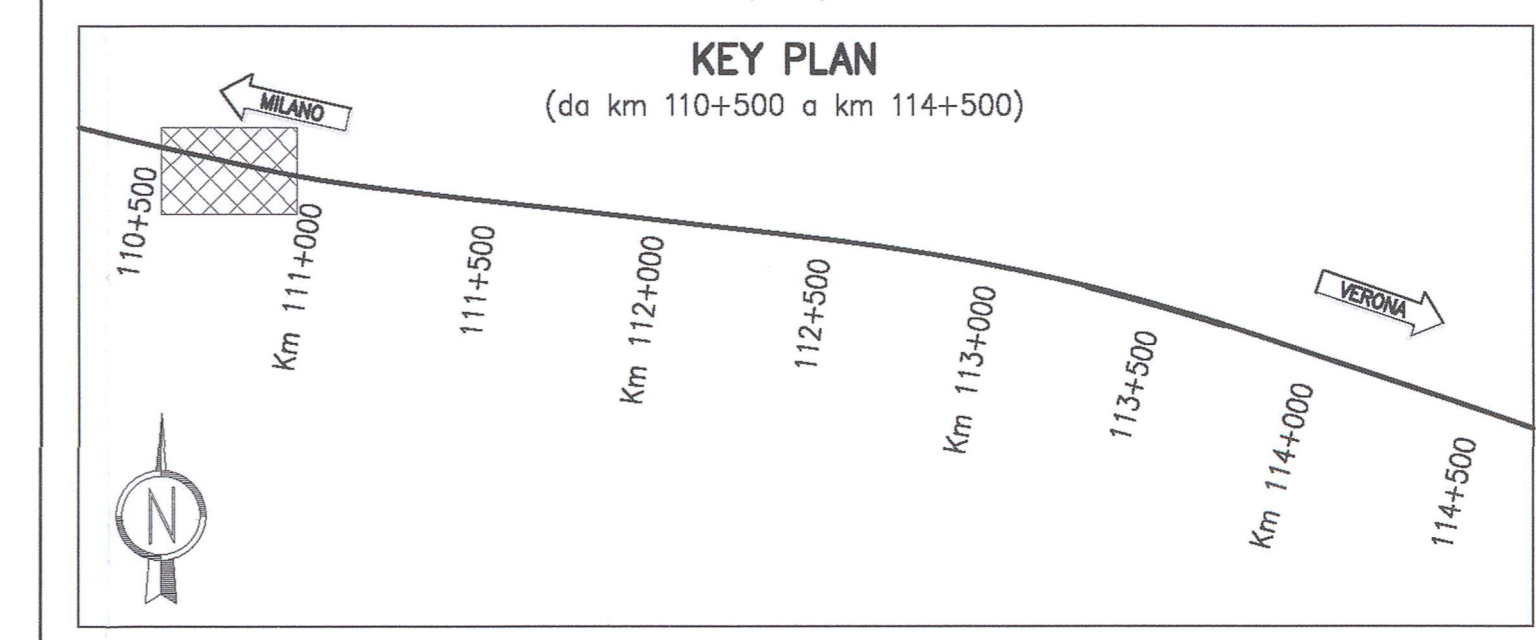 KEY PLAN
(da km 110+500 a km 114+500)
MILANO
VERONA
110+500
Km 111+000
111+500
Km 112+000
112+500
Km 113+000
113+500
Km 114+000
114+500
N